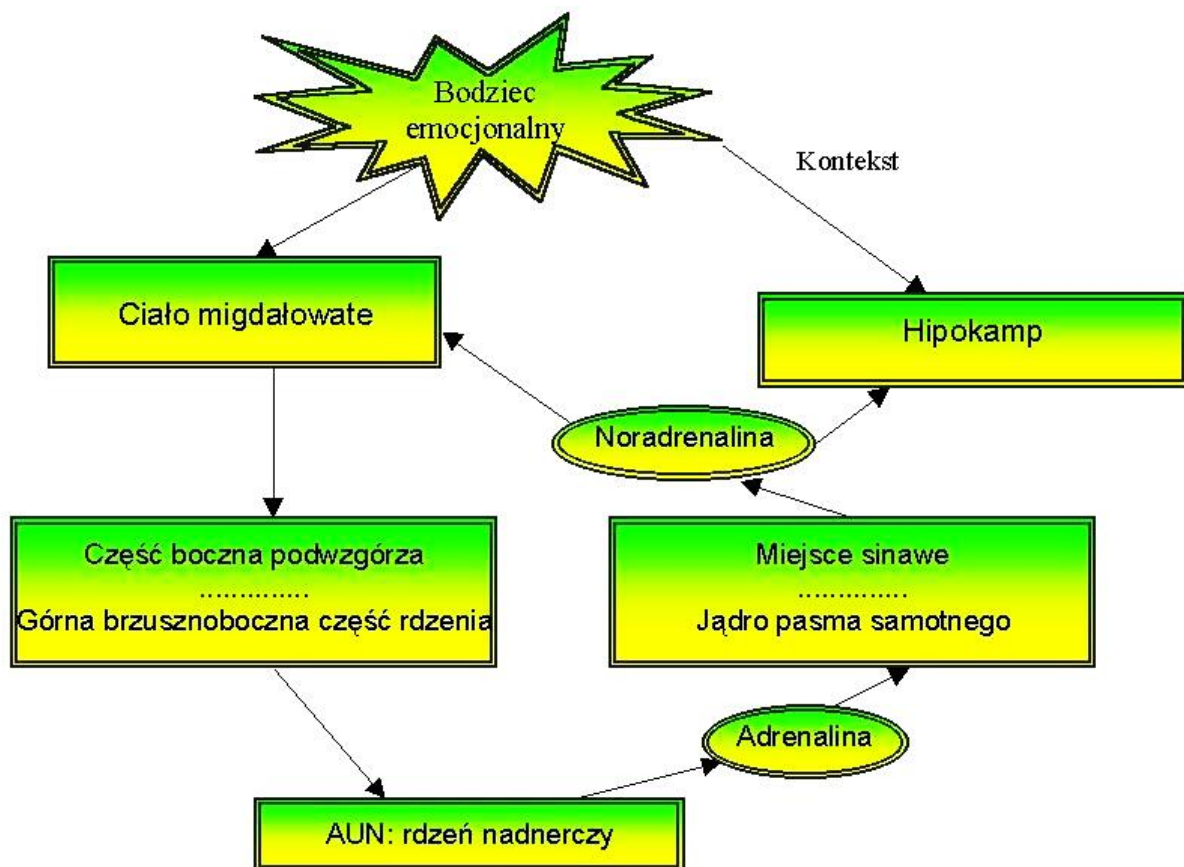 Bodziec
emocjonalny
Kontekst
Ciało migdałowate
Hipokamp
Noradrenalina
Część boczna podwzgórza
..............
Górna brzusznoboczna część rdzenia
Miejsce sinawe
..............
Jądro pasma samotnego
Adrenalina
AUN: rdzeń nadnerczy